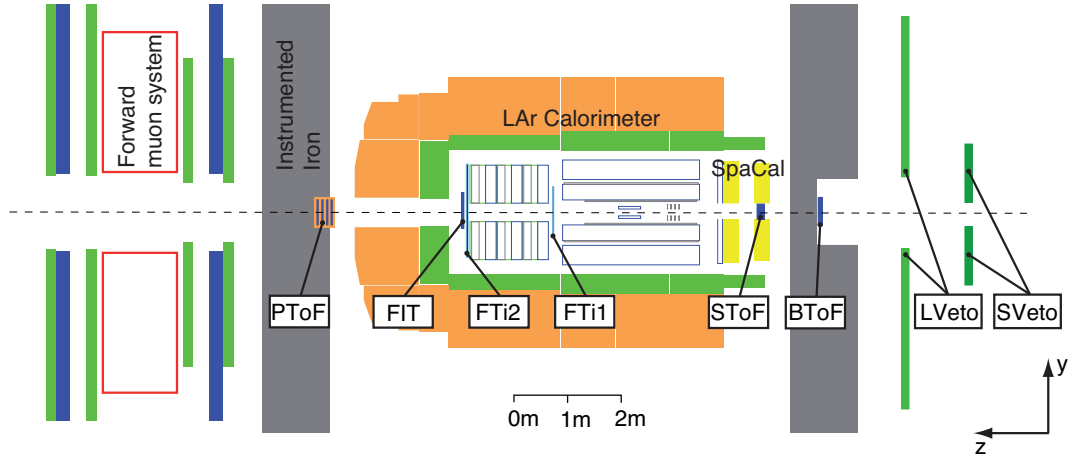 Forward
muon system
Instrumented
Iron
LAr Calorimeter
SpaCal
PToF
FIT
FTi2
FTi1
SToF
BToF
LVeto
SVeto
0m
1m
2m
y
z